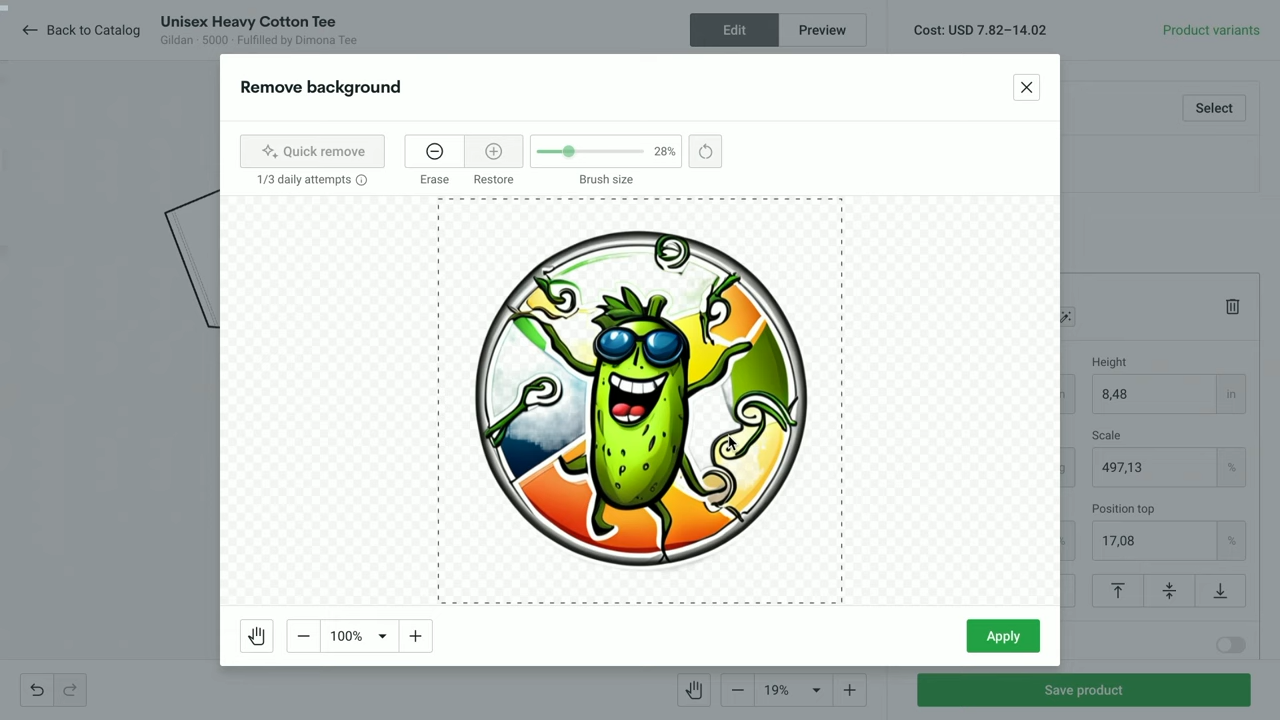 Back to Catalog
Unisex Heavy Cotton Tee
Gildan · 5000 · Fulfilled by Dimona Tee
Edit
Preview
Cost: USD 7.82–14.02
Product variants
Remove background
Select
Quick remove
28%
1/3 daily attempts
Erase
Restore
Brush size
Height
8,48
in
Scale
497,13
%
Position top
17,08
%
100%
Apply
19%
Save product